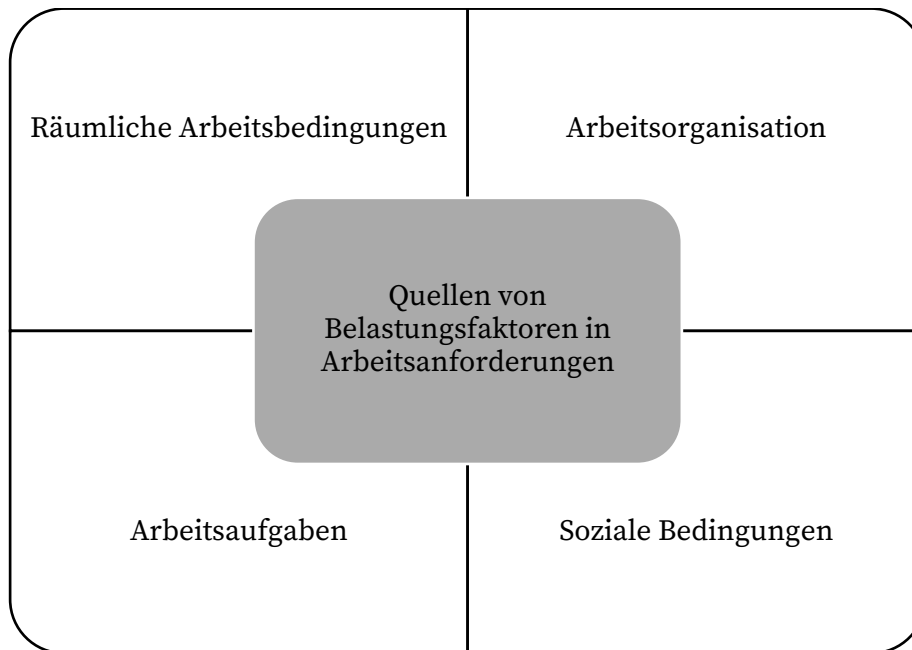 Räumliche Arbeitsbedingungen
Arbeitsorganisation
Quellen von
Belastungsfaktoren in
Arbeitsanforderungen
Arbeitsaufgaben
Soziale Bedingungen